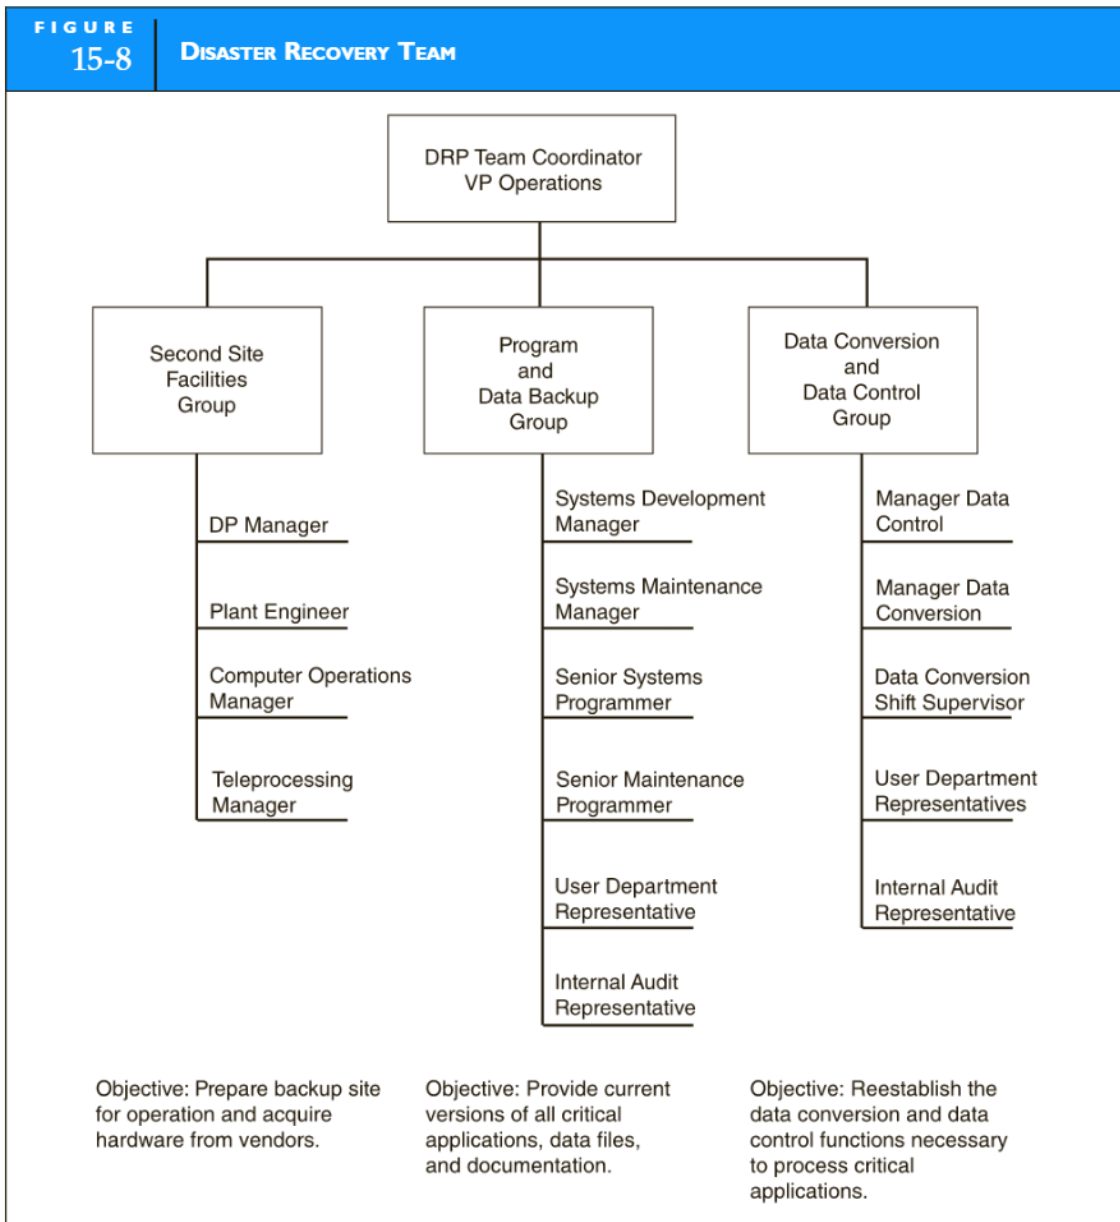 FIGURE
15-8
DISASTER RECOVERY TEAM
DRP Team Coordinator
VP Operations
Second Site
Facilities
Group
Program
and
Data Backup
Group
Data Conversion
and
Data Control
Group
DP Manager
Plant Engineer
Computer Operations
Manager
Teleprocessing
Manager
Systems Development
Manager
Systems Maintenance
Manager
Senior Systems
Programmer
Senior Maintenance
Programmer
User Department
Representative
Internal Audit
Representative
Manager Data
Control
Manager Data
Conversion
Data Conversion
Shift Supervisor
User Department
Representatives
Internal Audit
Representative
Objective: Prepare backup site
for operation and acquire
hardware from vendors.
Objective: Provide current
versions of all critical
applications, data files,
and documentation.
Objective: Reestablish the
data conversion and data
control functions necessary
to process critical
applications.